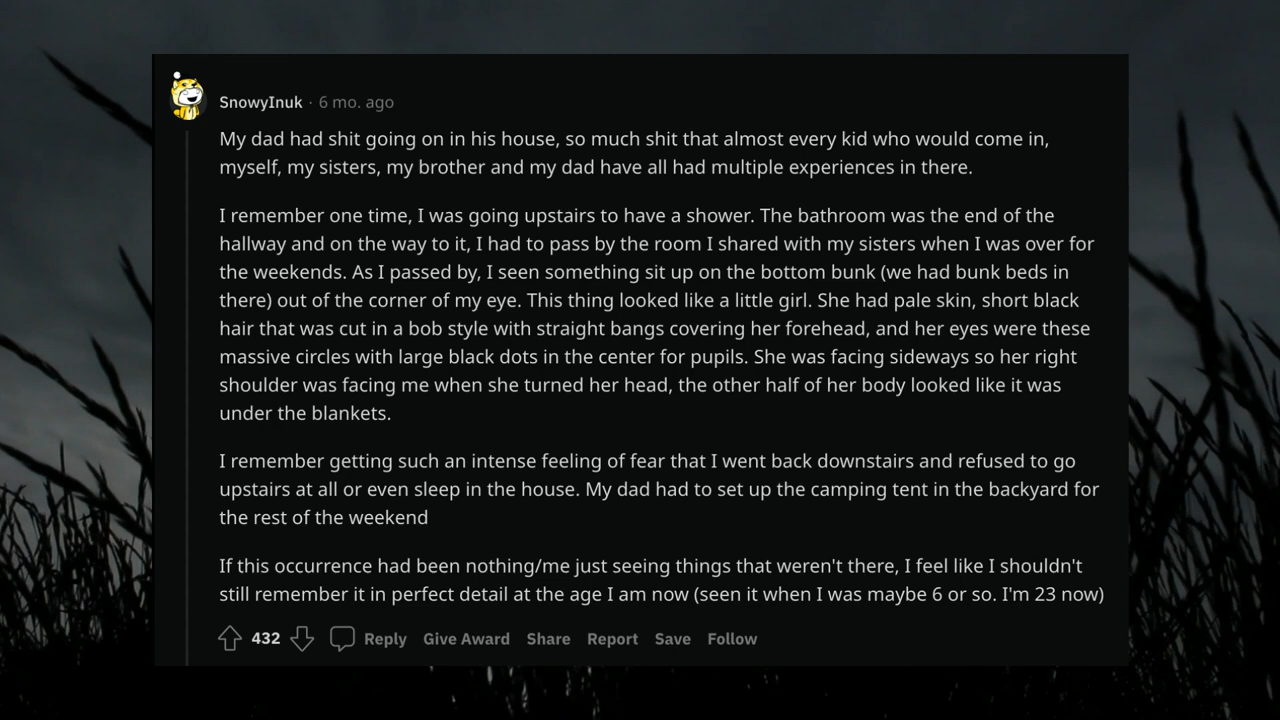 SnowyInuk · 6 mo. ago
My dad had shit going on in his house, so much shit that almost every kid who would come in,
myself, my sisters, my brother and my dad have all had multiple experiences in there.
I remember one time, I was going upstairs to have a shower. The bathroom was the end of the
hallway and on the way to it, I had to pass by the room I shared with my sisters when I was over for
the weekends. As I passed by, I seen something sit up on the bottom bunk (we had bunk beds in
there) out of the corner of my eye. This thing looked like a little girl. She had pale skin, short black
hair that was cut in a bob style with straight bangs covering her forehead, and her eyes were these
massive circles with large black dots in the center for pupils. She was facing sideways so her right
shoulder was facing me when she turned her head, the other half of her body looked like it was
under the blankets.
I remember getting such an intense feeling of fear that I went back downstairs and refused to go
upstairs at all or even sleep in the house. My dad had to set up the camping tent in the backyard for
the rest of the weekend
If this occurrence had been nothing/me just seeing things that weren't there, I feel like I shouldn't
still remember it in perfect detail at the age I am now (seen it when I was maybe 6 or so. I'm 23 now)
432 Reply Give Award Share Report Save Follow